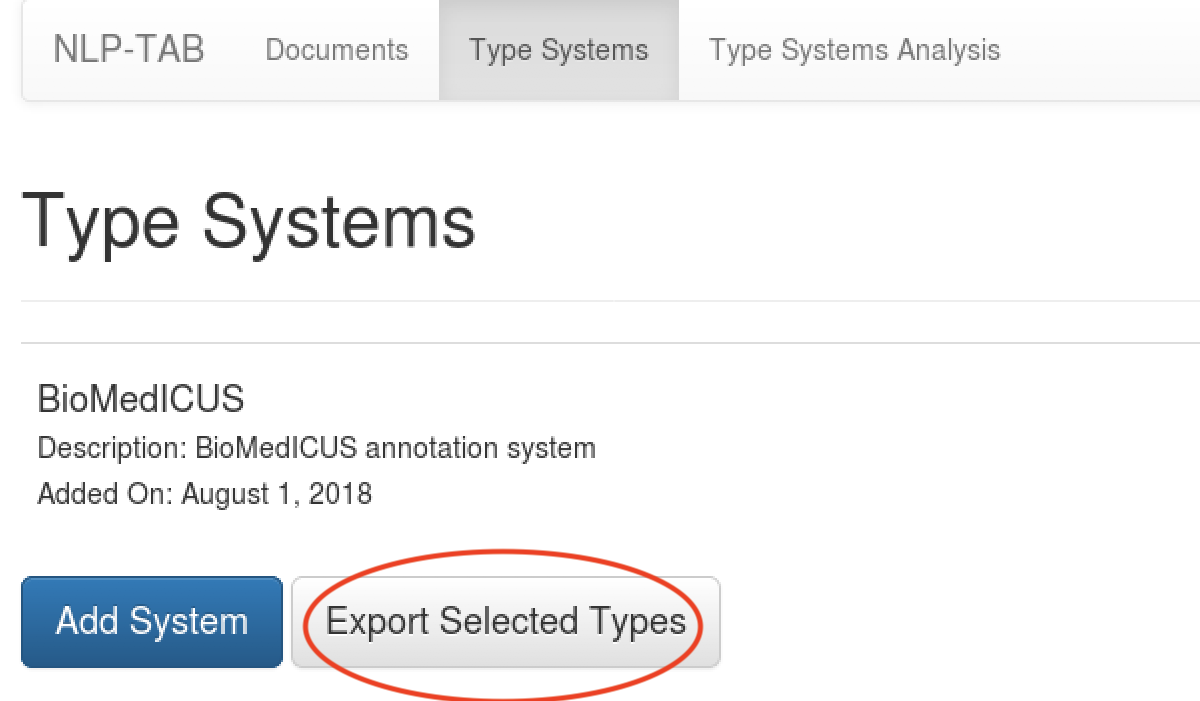 NLP-TAB Documents Type Systems Type Systems Analysis
Type Systems
BioMedICUS
Description: BioMedICUS annotation system
Added On: August 1, 2018
Add System Export Selected Types